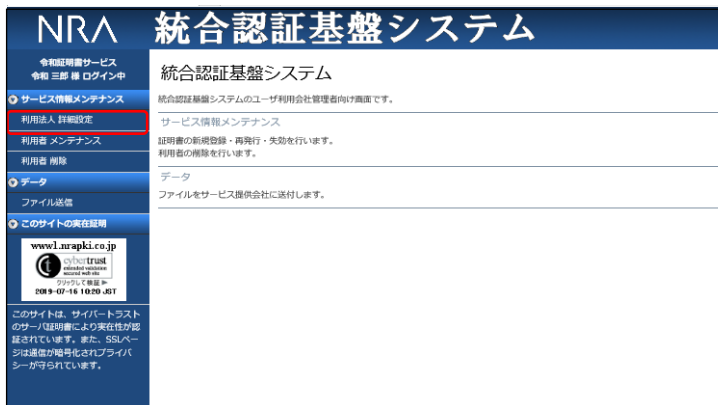 NRA
統合認証基盤システム
令和証明書サービス
令和 三郎 様 ログイン中
サービス情報メンテナンス
利用法人 詳細設定
利用者 メンテナンス
利用者 削除
データ
ファイル送信
このサイトの実在証明
www1.nrapki.co.jp
cybertrust
extended validation
secured web site
クリックして検証
2019-07-16 10:20 JST
このサイトは、サイバートラスト
のサーバ証明書により実在性が認
証されています。また、SSLペー
ジは通信が暗号化されプライバ
シーが守られています。
統合認証基盤システム
統合認証基盤システムのユーザ利用会社管理者向け画面です。
サービス情報メンテナンス
証明書の新規登録・再発行・失効を行います。
利用者の削除を行います。
データ
ファイルをサービス提供会社に送付します。